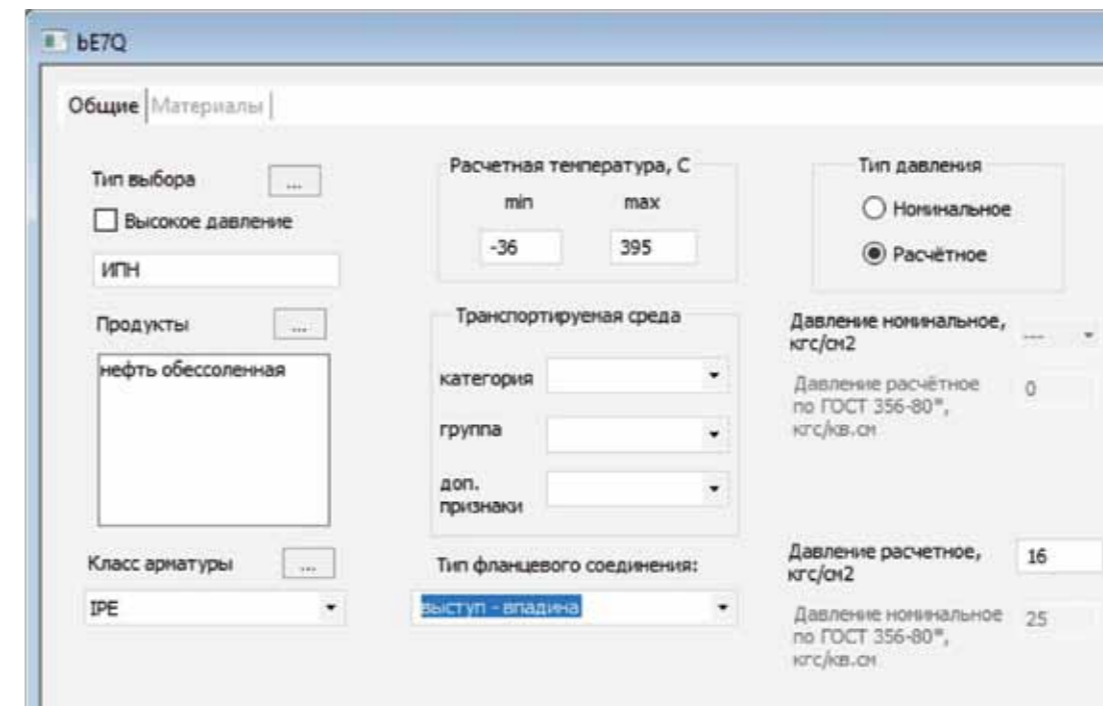 bE7Q
Общие Материалы
Тип выбора ...
Высокое давление
ИПН
Продукты ...
нефть обессоленная
Класс арматуры ...
IPE
Расчетная температура, С
min max
-36 395
Транспортируемая среда
категория
группа
доп.
признаки
Тип фланцевого соединения:
выступ - впадина
Тип давления
Номинальное
Расчётное
Давление номинальное,
кгс/см2 ---
Давление расчётное 0
по ГОСТ 356-80*,
кгс/кв.см
Давление расчетное, 16
кгс/см2
Давление номинальное 25
по ГОСТ 356-80*,
кгс/кв.см